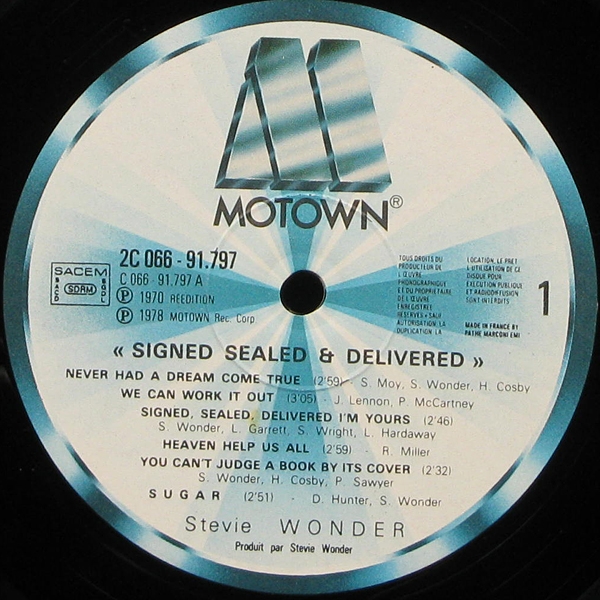 MOTOWN®
2C 066 - 91.797
C 066 - 91.797 A
℗ 1970 REEDITION
℗ 1978 MOTOWN Rec. Corp
SACEM
SACD
SDRM
SGDL
TOUS DROITS DU
PRODUCTEUR DE
L'ŒUVRE
PHONOGRAPHIQUE
ET DU PROPRIETAIRE
DE L'ŒUVRE
ENREGISTREE
RESERVES - SAUF
AUTORISATION, LA
DUPLICATION, LA
LOCATION, LE PRET,
L'UTILISATION DE CE
DISQUE POUR
EXECUTION PUBLIQUE
ET RADIODIFFUSION
SONT INTERDITS
MADE IN FRANCE BY
PATHE MARCONI EMI
1
« SIGNED SEALED & DELIVERED »
NEVER HAD A DREAM COME TRUE (2'59) - S. Moy, S. Wonder, H. Cosby
WE CAN WORK IT OUT (3'05) - J. Lennon, P. McCartney
SIGNED, SEALED, DELIVERED I'M YOURS (2'46)
S. Wonder, L. Garrett, S. Wright, L. Hardaway
HEAVEN HELP US ALL (2'59) - R. Miller
YOU CAN'T JUDGE A BOOK BY ITS COVER (2'32)
S. Wonder, H. Cosby, P. Sawyer
SUGAR (2'51) - D. Hunter, S. Wonder
Stevie WONDER
Produit par Stevie Wonder